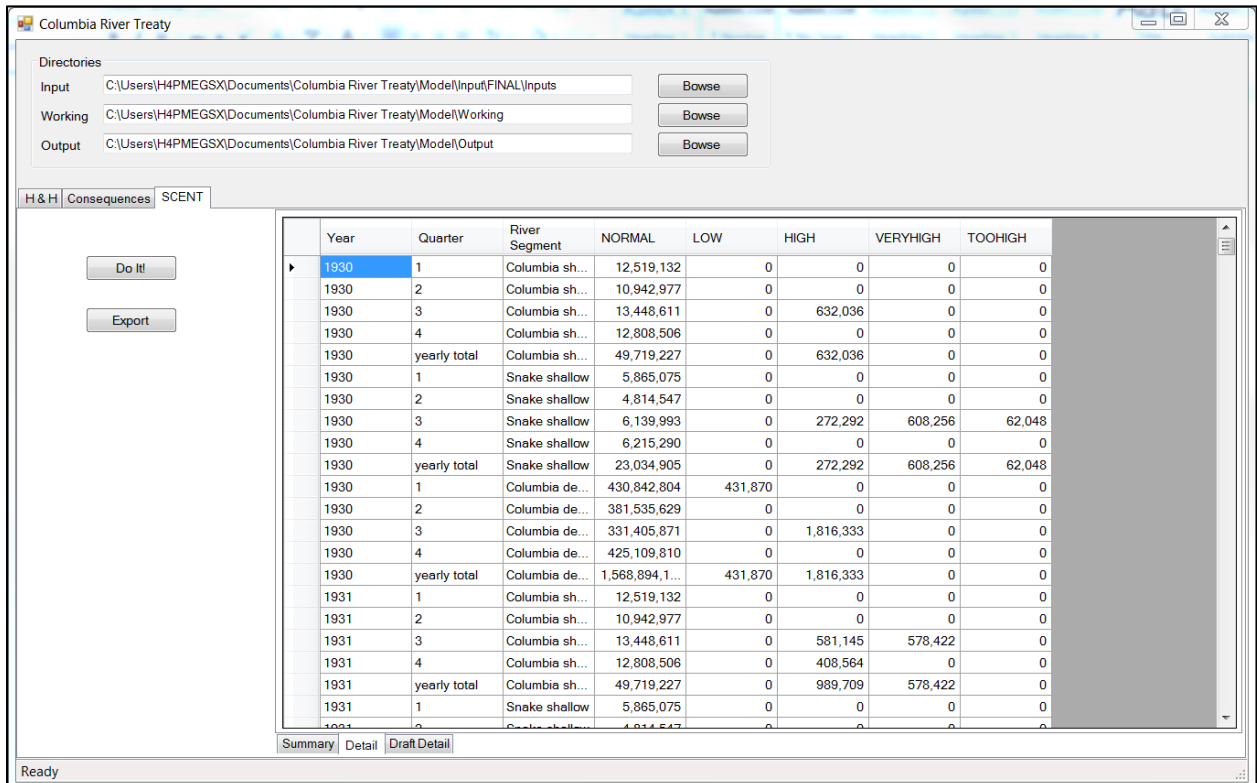 Columbia River Treaty
Directories
Input C:\Users\H4PMEGSX\Documents\Columbia River Treaty\Model\Input\FINAL\Inputs Browse
Working C:\Users\H4PMEGSX\Documents\Columbia River Treaty\Model\Working Browse
Output C:\Users\H4PMEGSX\Documents\Columbia River Treaty\Model\Output Browse
H & H Consequences SCENT
Do It!
Export
Year Quarter River Segment NORMAL LOW HIGH VERYHIGH TOOHIGH
1930 1 Columbia sh... 12,519,132 0 0 0 0
1930 2 Columbia sh... 10,942,977 0 0 0 0
1930 3 Columbia sh... 13,448,611 0 632,036 0 0
1930 4 Columbia sh... 12,808,506 0 0 0 0
1930 yearly total Columbia sh... 49,719,227 0 632,036 0 0
1930 1 Snake shallow 5,865,075 0 0 0 0
1930 2 Snake shallow 4,814,547 0 0 0 0
1930 3 Snake shallow 6,139,993 0 272,292 608,256 62,048
1930 4 Snake shallow 6,215,290 0 0 0 0
1930 yearly total Snake shallow 23,034,905 0 272,292 608,256 62,048
1930 1 Columbia de... 430,842,804 431,870 0 0 0
1930 2 Columbia de... 381,535,629 0 0 0 0
1930 3 Columbia de... 331,405,871 0 1,816,333 0 0
1930 4 Columbia de... 425,109,810 0 0 0 0
1930 yearly total Columbia de... 1,568,894,1... 431,870 1,816,333 0 0
1931 1 Columbia sh... 12,519,132 0 0 0 0
1931 2 Columbia sh... 10,942,977 0 0 0 0
1931 3 Columbia sh... 13,448,611 0 581,145 578,422 0
1931 4 Columbia sh... 12,808,506 0 408,564 0 0
1931 yearly total Columbia sh... 49,719,227 0 989,709 578,422 0
1931 1 Snake shallow 5,865,075 0 0 0 0
Summary Detail Draft Detail
Ready